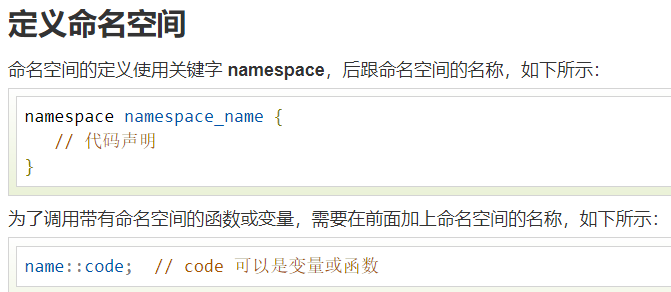 定义命名空间
命名空间的定义使用关键字 namespace，后跟命名空间的名称，如下所示：
namespace namespace_name {
   // 代码声明
}
为了调用带有命名空间的函数或变量，需要在前面加上命名空间的名称，如下所示：
name::code;  // code 可以是变量或函数